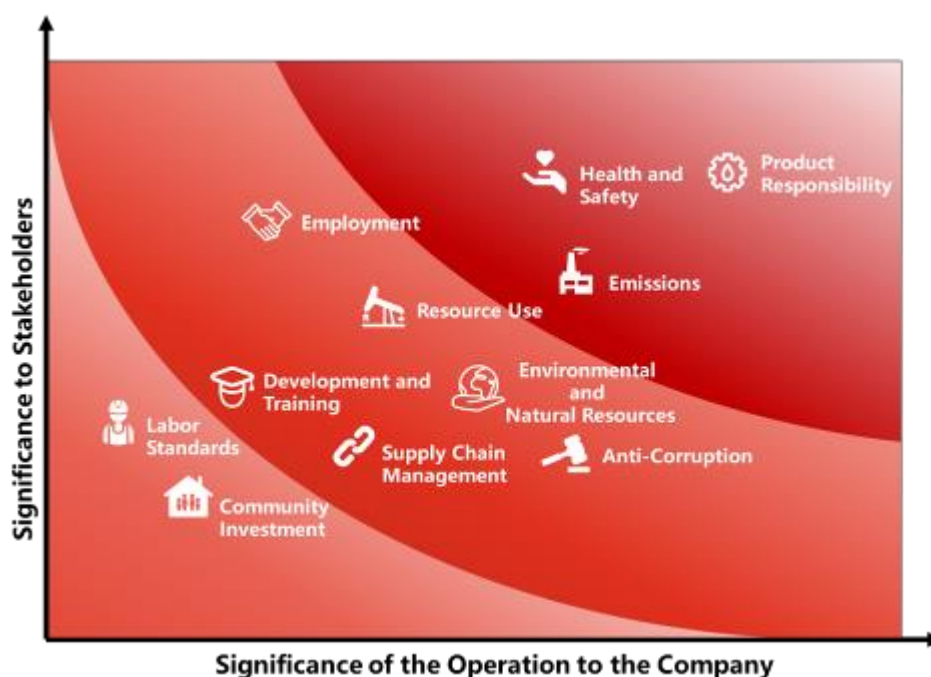 Significance to Stakeholders
Health and
Safety
Product
Responsibility
Employment
Emissions
Resource Use
Development and
Training
Environmental
and
Natural Resources
Labor
Standards
Supply Chain
Management
Anti-Corruption
Community
Investment
Significance of the Operation to the Company